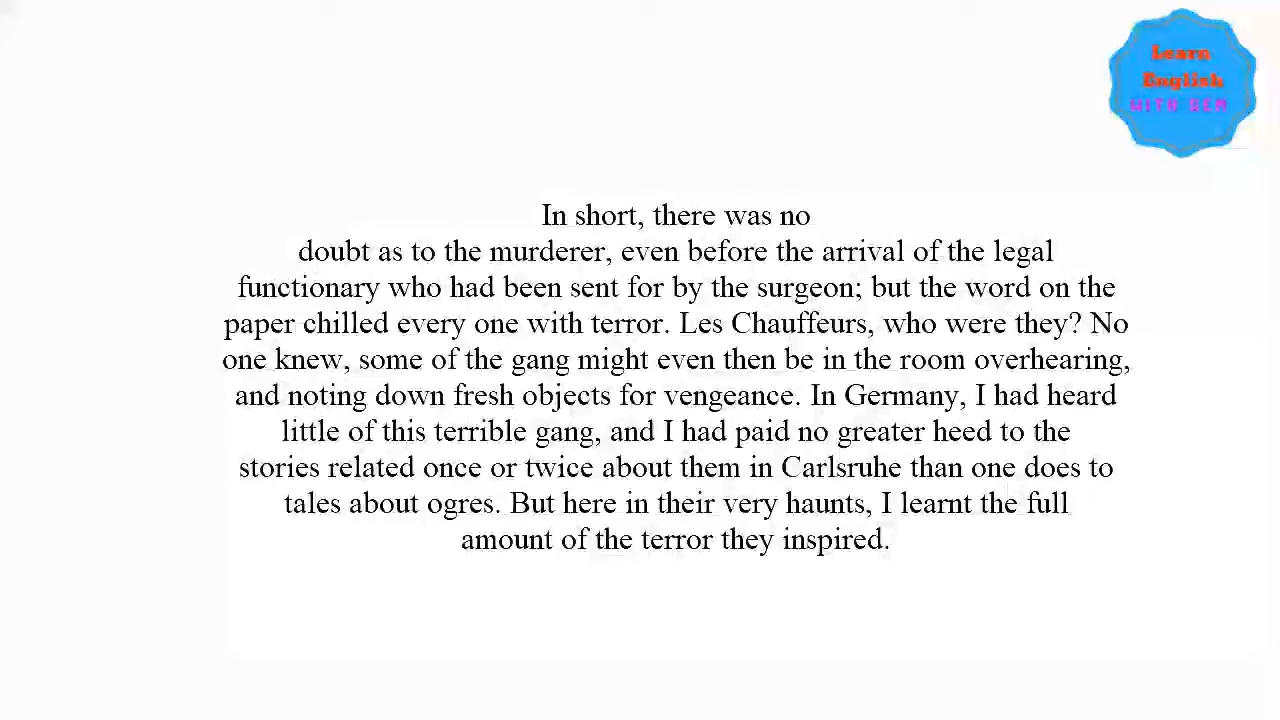 Learn
English
WITH GEM
In short, there was no
doubt as to the murderer, even before the arrival of the legal
functionary who had been sent for by the surgeon; but the word on the
paper chilled every one with terror. Les Chauffeurs, who were they? No
one knew, some of the gang might even then be in the room overhearing,
and noting down fresh objects for vengeance. In Germany, I had heard
little of this terrible gang, and I had paid no greater heed to the
stories related once or twice about them in Carlsruhe than one does to
tales about ogres. But here in their very haunts, I learnt the full
amount of the terror they inspired.